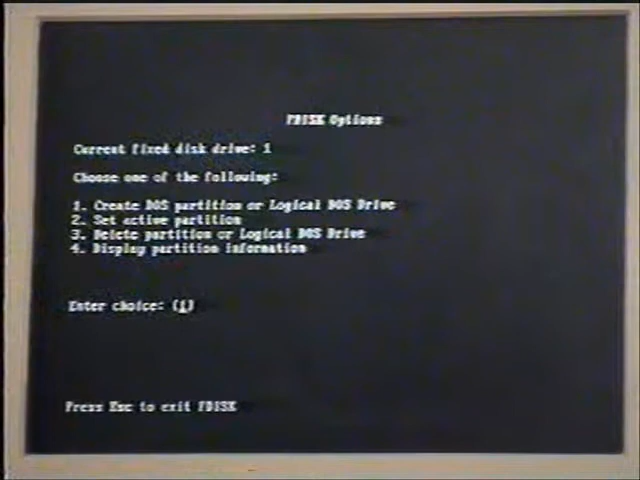 FDISK Options
Current fixed disk drive: 1
Choose one of the following:
1. Create DOS partition or Logical DOS Drive
2. Set active partition
3. Delete partition or Logical DOS Drive
4. Display partition information
Enter choice: [1]
Press Esc to exit FDISK